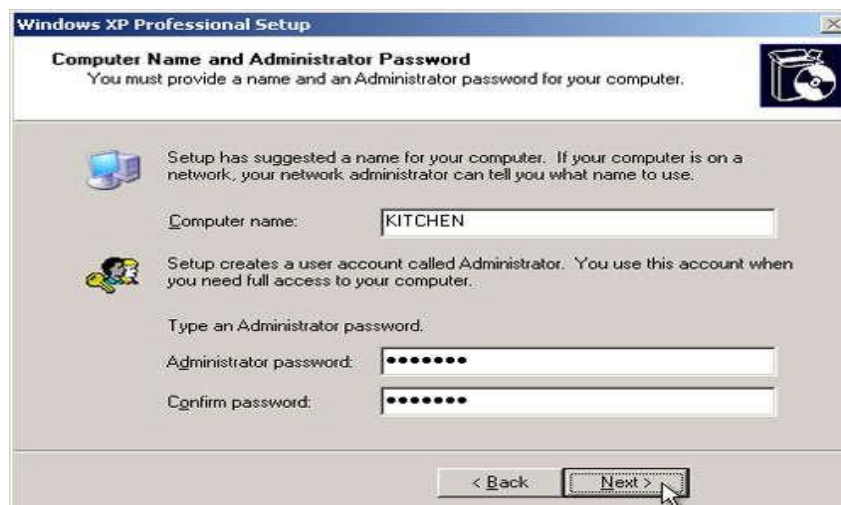 Windows XP Professional Setup
Computer Name and Administrator Password
You must provide a name and an Administrator password for your computer.
Setup has suggested a name for your computer. If your computer is on a
network, your network administrator can tell you what name to use.
Computer name: KITCHEN
Setup creates a user account called Administrator. You use this account when
you need full access to your computer.
Type an Administrator password.
Administrator password: •••••••
Confirm password: •••••••
< Back Next >